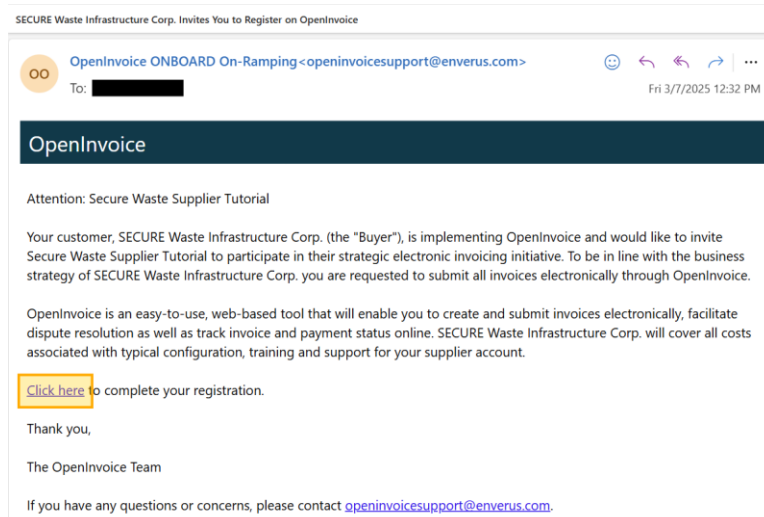 SECURE Waste Infrastructure Corp. Invites You to Register on OpenInvoice
OO
OpenInvoice ONBOARD On-Ramping<openinvoicesupport@enverus.com>
To:
Fri 3/7/2025 12:32 PM
OpenInvoice
Attention: Secure Waste Supplier Tutorial
Your customer, SECURE Waste Infrastructure Corp. (the "Buyer"), is implementing OpenInvoice and would like to invite
Secure Waste Supplier Tutorial to participate in their strategic electronic invoicing initiative. To be in line with the business
strategy of SECURE Waste Infrastructure Corp. you are requested to submit all invoices electronically through OpenInvoice.
OpenInvoice is an easy-to-use, web-based tool that will enable you to create and submit invoices electronically, facilitate
dispute resolution as well as track invoice and payment status online. SECURE Waste Infrastructure Corp. will cover all costs
associated with typical configuration, training and support for your supplier account.
Click here to complete your registration.
Thank you,
The OpenInvoice Team
If you have any questions or concerns, please contact openinvoicesupport@enverus.com.